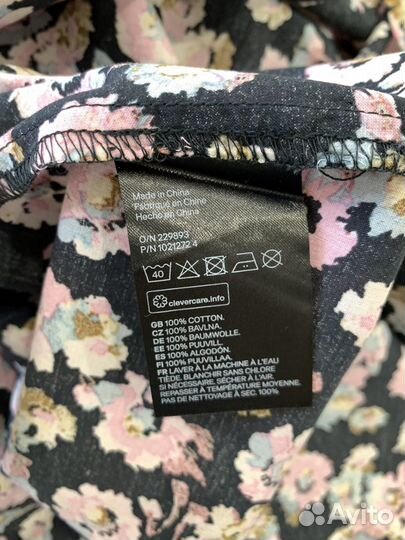 Made in China
Fabriqué en Chine
Hecho en China
O/N 229893
P/N 1021272 4
40
clevercare.info
GB 100% COTTON.
CZ 100% BAVLNA.
DE 100% BAUMWOLLE.
EE 100% PUUVILL.
ES 100% ALGODÓN.
FI 100% PUUVILLAA.
FR LAVER À LA MACHINE À L'EAU
TIÈDE. BLANCHIR SANS CHLORE
SI NÉCESSAIRE. SÉCHER À L'AIR.
REPASSER À TEMPÉRATURE MOYENNE.
PAS DE NETTOYAGE À SEC. 100%
Avito